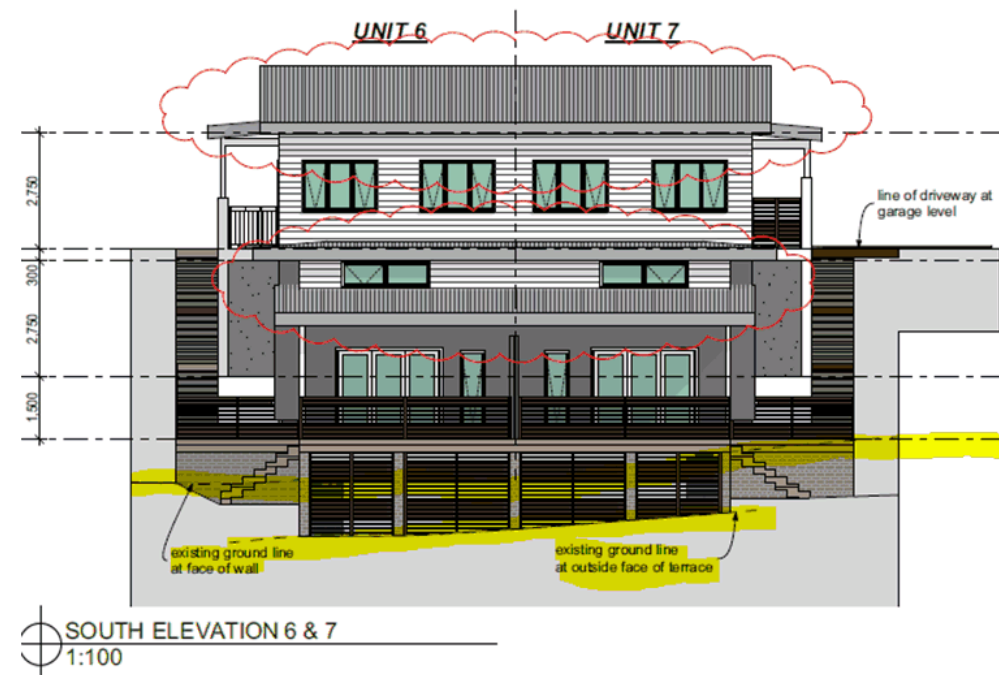 UNIT 6
UNIT 7
2,750
line of driveway at
garage level
300
2,750
1,500
existing ground line
at face of wall
existing ground line
at outside face of terrace
SOUTH ELEVATION 6 & 7
1:100